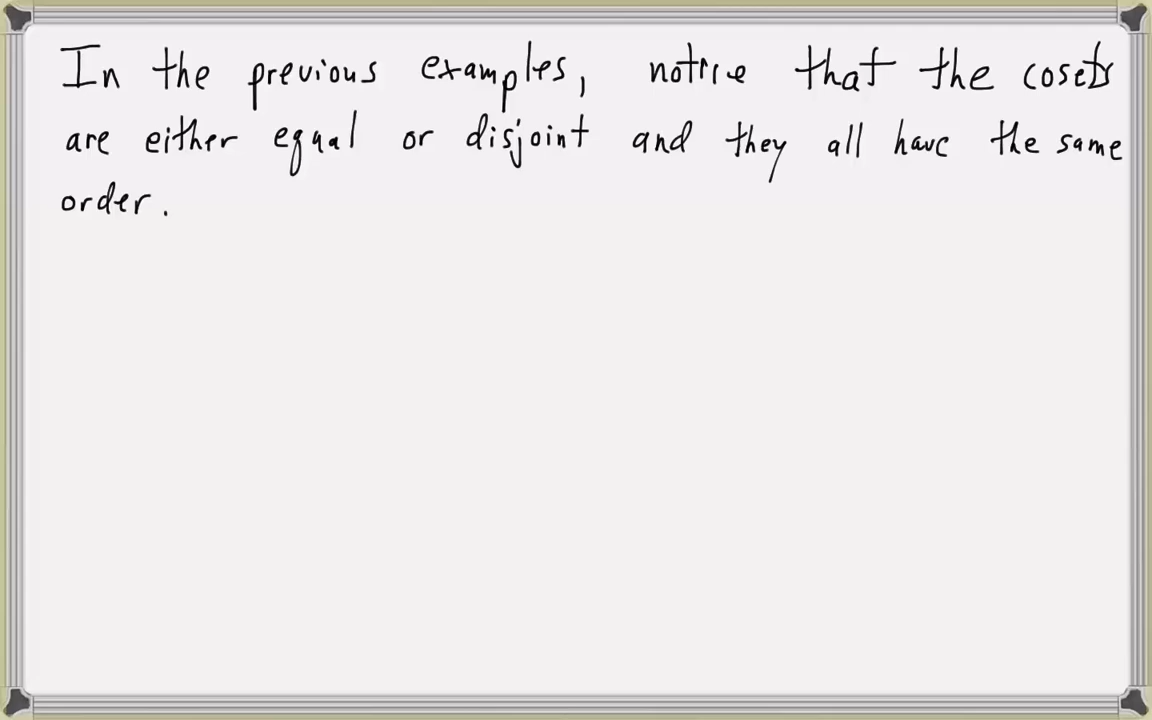 In the previous examples, notice that the cosets
are either equal or disjoint and they all have the same
order.